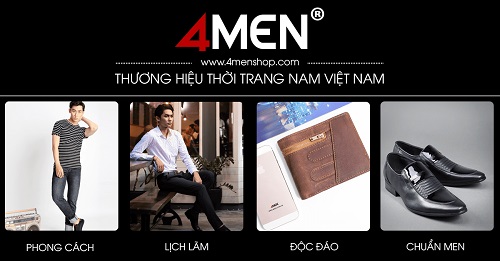 4MEN®
www.4menshop.com
THƯƠNG HIỆU THỜI TRANG NAM VIỆT NAM
PHONG CÁCH
LỊCH LÃM
ĐỘC ĐÁO
CHUẨN MEN